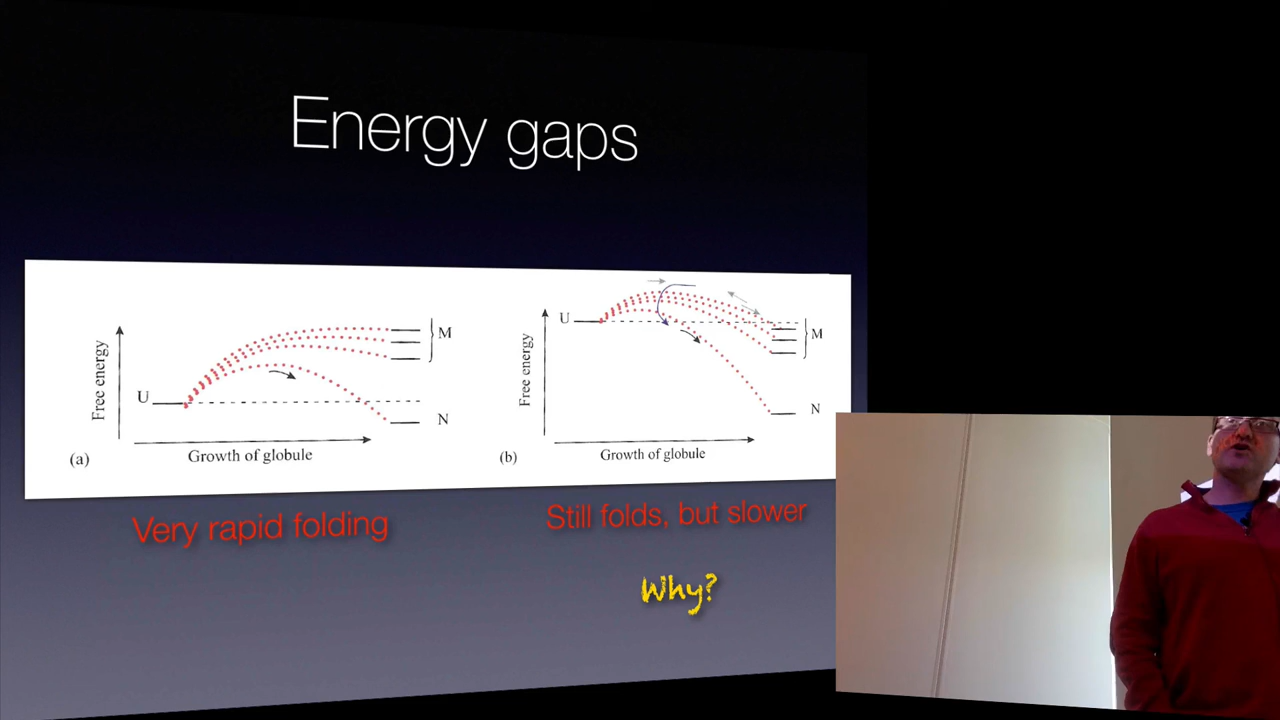 Energy gaps
Free energy
U
M
N
(a)
Growth of globule
Free energy
U
M
N
(b)
Growth of globule
Very rapid folding
Still folds, but slower
Why?